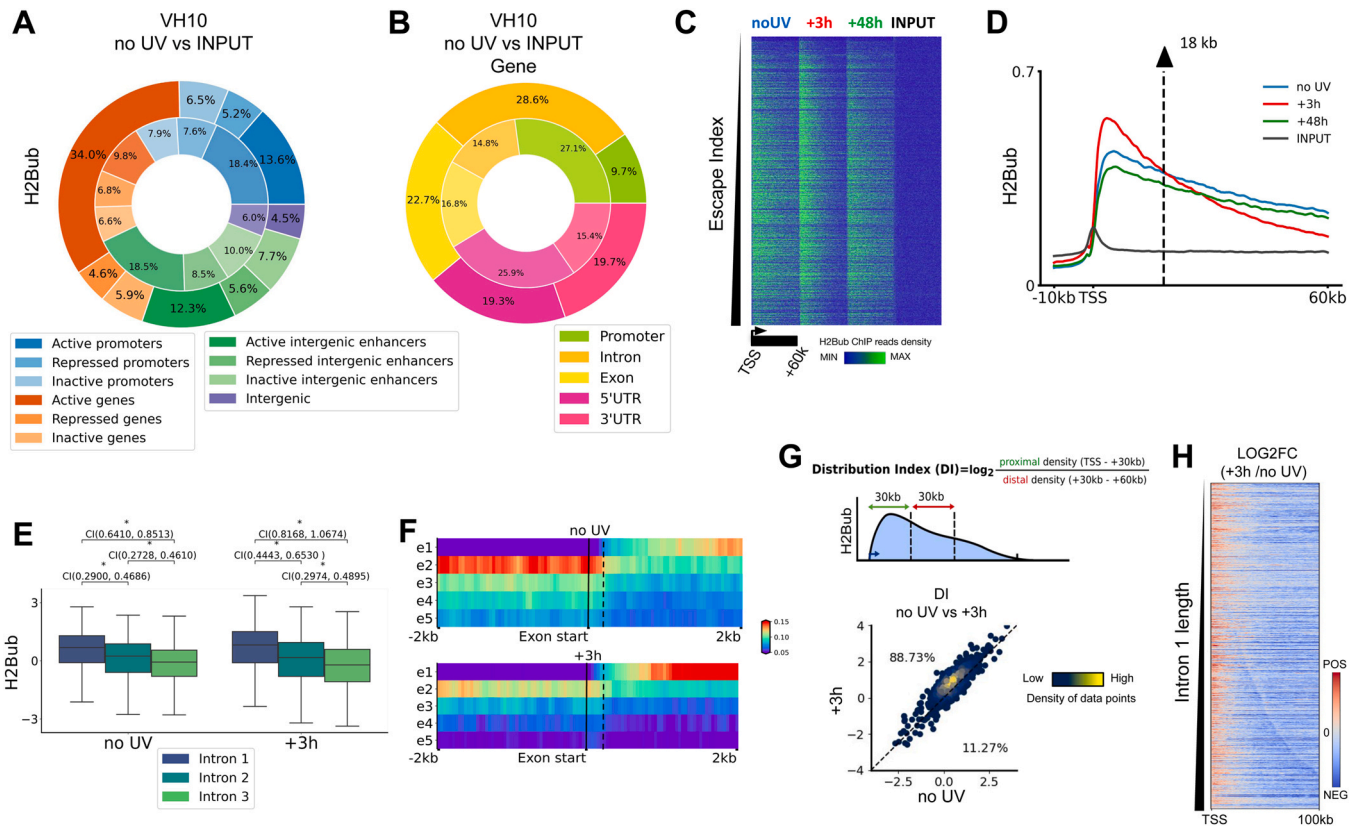 A
VH10
no UV vs INPUT
H2Bub
6.5%
5.2%
13.6%
4.5%
7.7%
5.6%
12.3%
5.9%
4.6%
34.0%
7.9%
7.6%
18.4%
6.0%
10.0%
8.5%
18.5%
6.6%
6.8%
9.8%
Active promoters
Repressed promoters
Inactive promoters
Active genes
Repressed genes
Inactive genes
Active intergenic enhancers
Repressed intergenic enhancers
Inactive intergenic enhancers
Intergenic
B
VH10
no UV vs INPUT
Gene
28.6%
9.7%
19.7%
19.3%
22.7%
14.8%
27.1%
15.4%
25.9%
16.8%
Promoter
Intron
Exon
5'UTR
3'UTR
C
noUV +3h +48h INPUT
Escape Index
TSS
+60k
H2Bub ChIP reads density
MIN MAX
D
18 kb
0.7
H2Bub
0
-10kb TSS 60kb
no UV
+3h
+48h
INPUT
E
*
CI(0.6410, 0.8513)
*
CI(0.2728, 0.4610)
*
CI(0.2900, 0.4686)
*
CI(0.8168, 1.0674)
*
CI(0.4443, 0.6530)
*
CI(0.2974, 0.4895)
H2Bub
3
0
−3
no UV +3h
Intron 1
Intron 2
Intron 3
F
no UV
e1
e2
e3
e4
e5
-2kb Exon start 2kb
0.15
0.10
0.05
+3h
e1
e2
e3
e4
e5
-2kb Exon start 2kb
G
Distribution Index (DI)=log2 proximal density (TSS - +30kb)
distal density (+30kb - +60kb)
30kb 30kb
H2Bub
DI
no UV vs +3h
4
2
0
−2
−4
+3h
88.73%
11.27%
−2.5 0.0 2.5
no UV
Low High
Density of data points
H
LOG2FC
(+3h /no UV)
Intron 1 length
TSS 100kb
POS
0
NEG